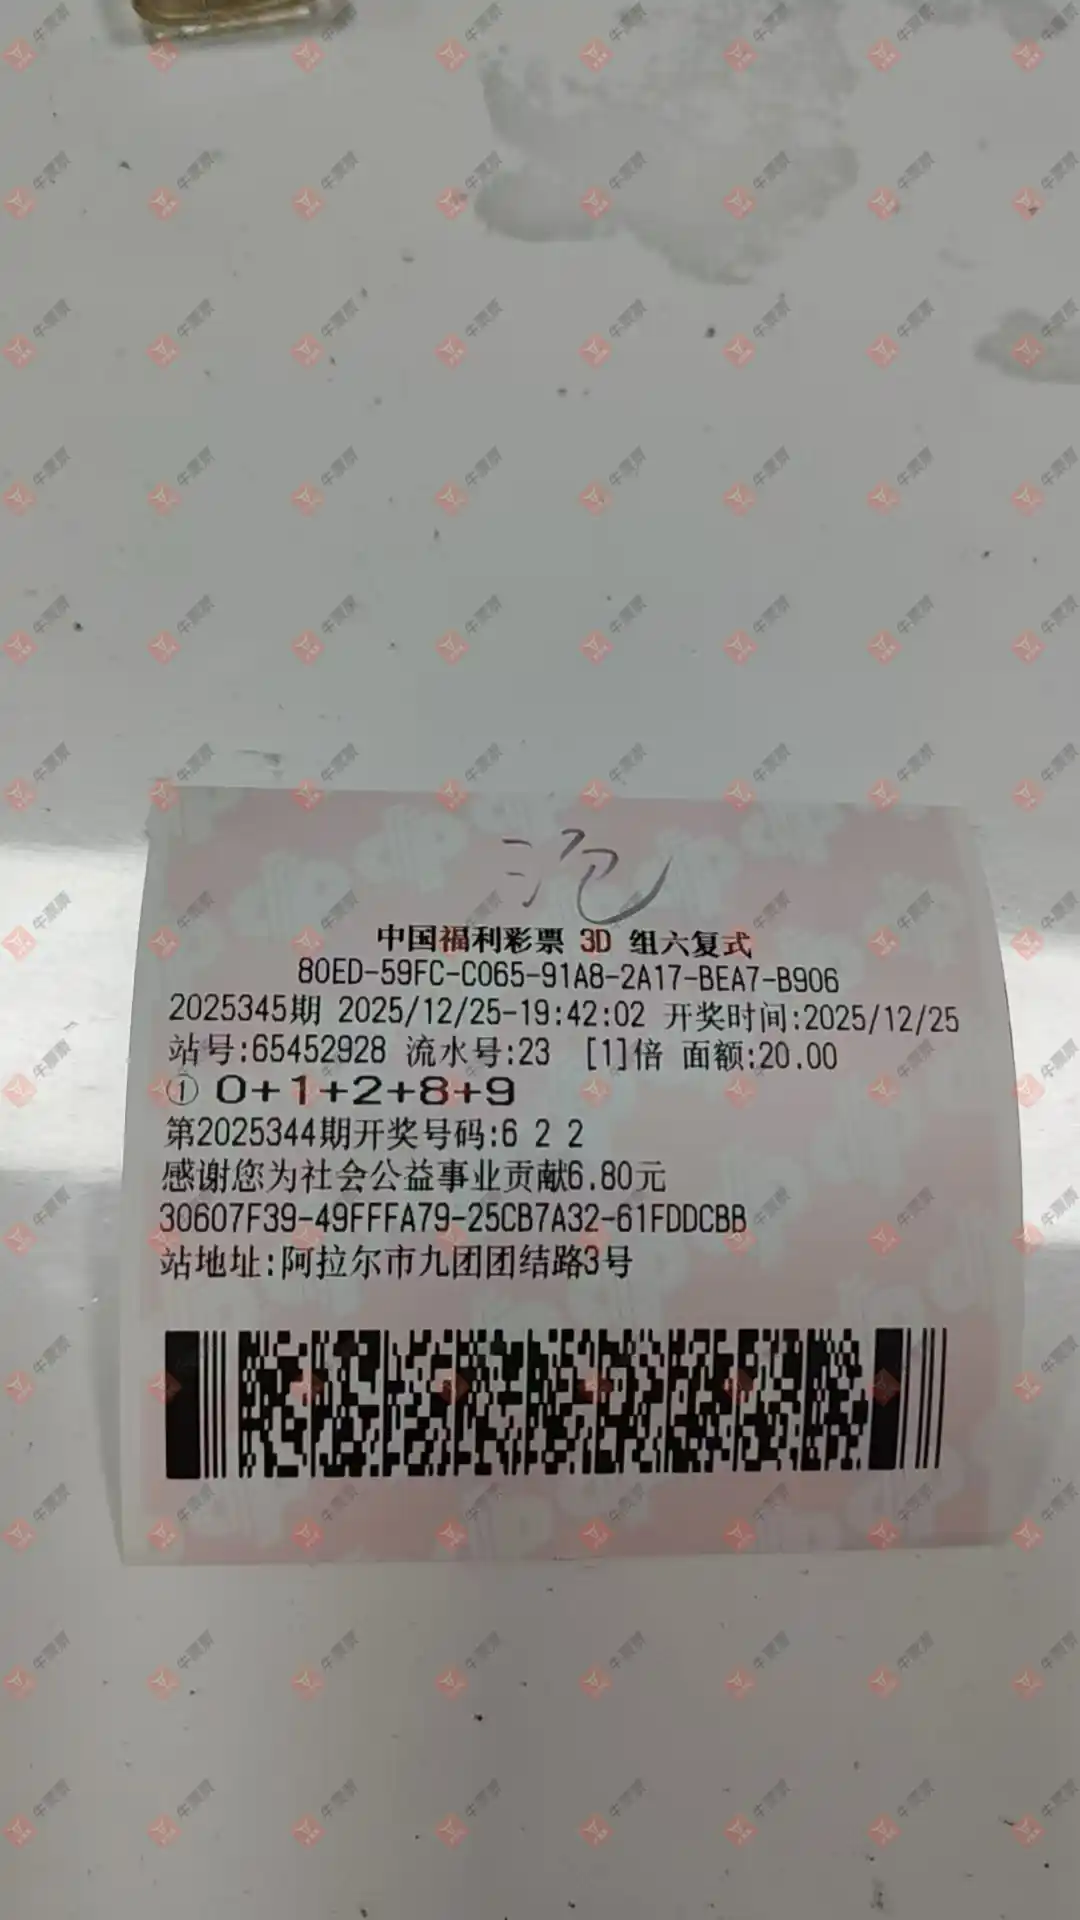 泡
中国福利彩票 3D 组六复式
80ED-59FC-C065-91A8-2A17-BEA7-B906
2025345期 2025/12/25-19:42:02 开奖时间:2025/12/25
站号:65452928 流水号:23 [1]倍 面额:20.00
① 0+1+2+8+9
第2025344期开奖号码:6 2 2
感谢您为社会公益事业贡献6.80元
30607F39-49FFFA79-25CB7A32-61FDDCBB
站地址:阿拉尔市九团团结路3号
牛票票